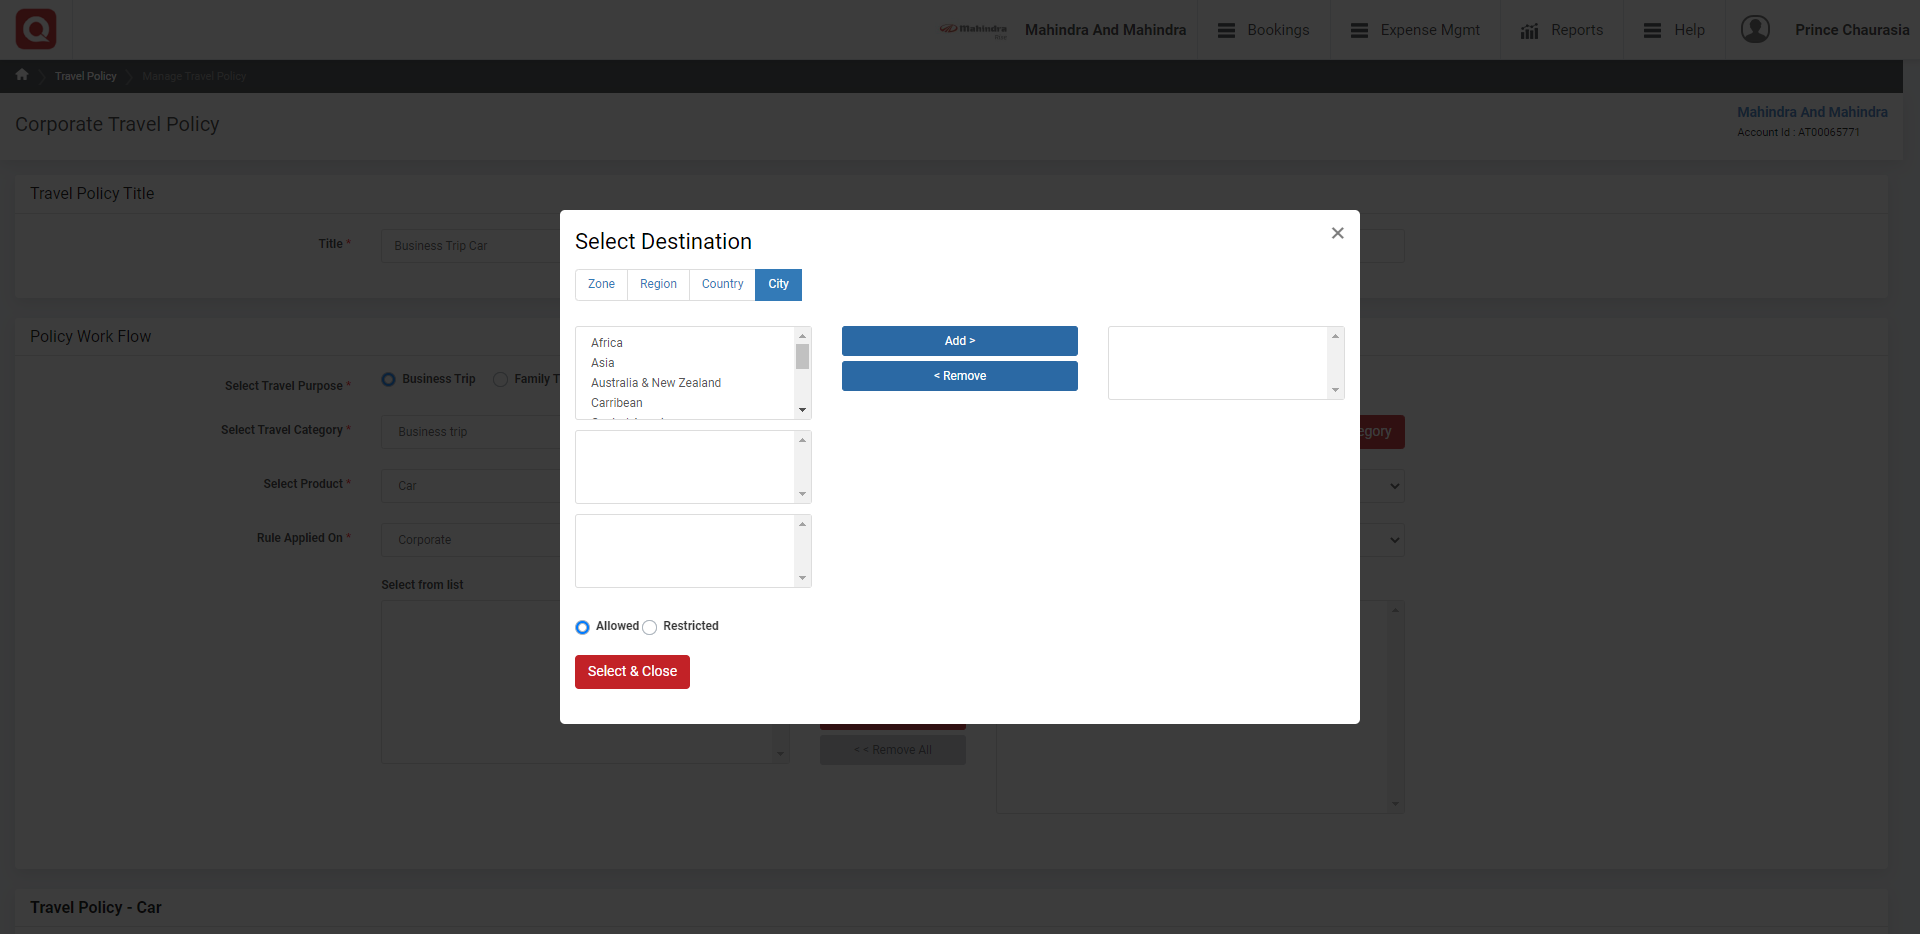 Mahindra
Mahindra And Mahindra
Bookings
Expense Mgmt
Reports
Help
Prince Chaurasia
Travel Policy
Manage Travel Policy
Corporate Travel Policy
Mahindra And Mahindra
Account Id : AT00065771
Travel Policy Title
Title *
Business Trip Car
Policy Work Flow
Select Travel Purpose *
Business Trip
Family T
Select Travel Category *
Business trip
egory
Select Product *
Car
Rule Applied On *
Corporate
Select from list
< < Remove All
Travel Policy - Car
Select Destination
×
Zone
Region
Country
City
Africa
Asia
Australia & New Zealand
Carribean
Add >
< Remove
Allowed
Restricted
Select & Close